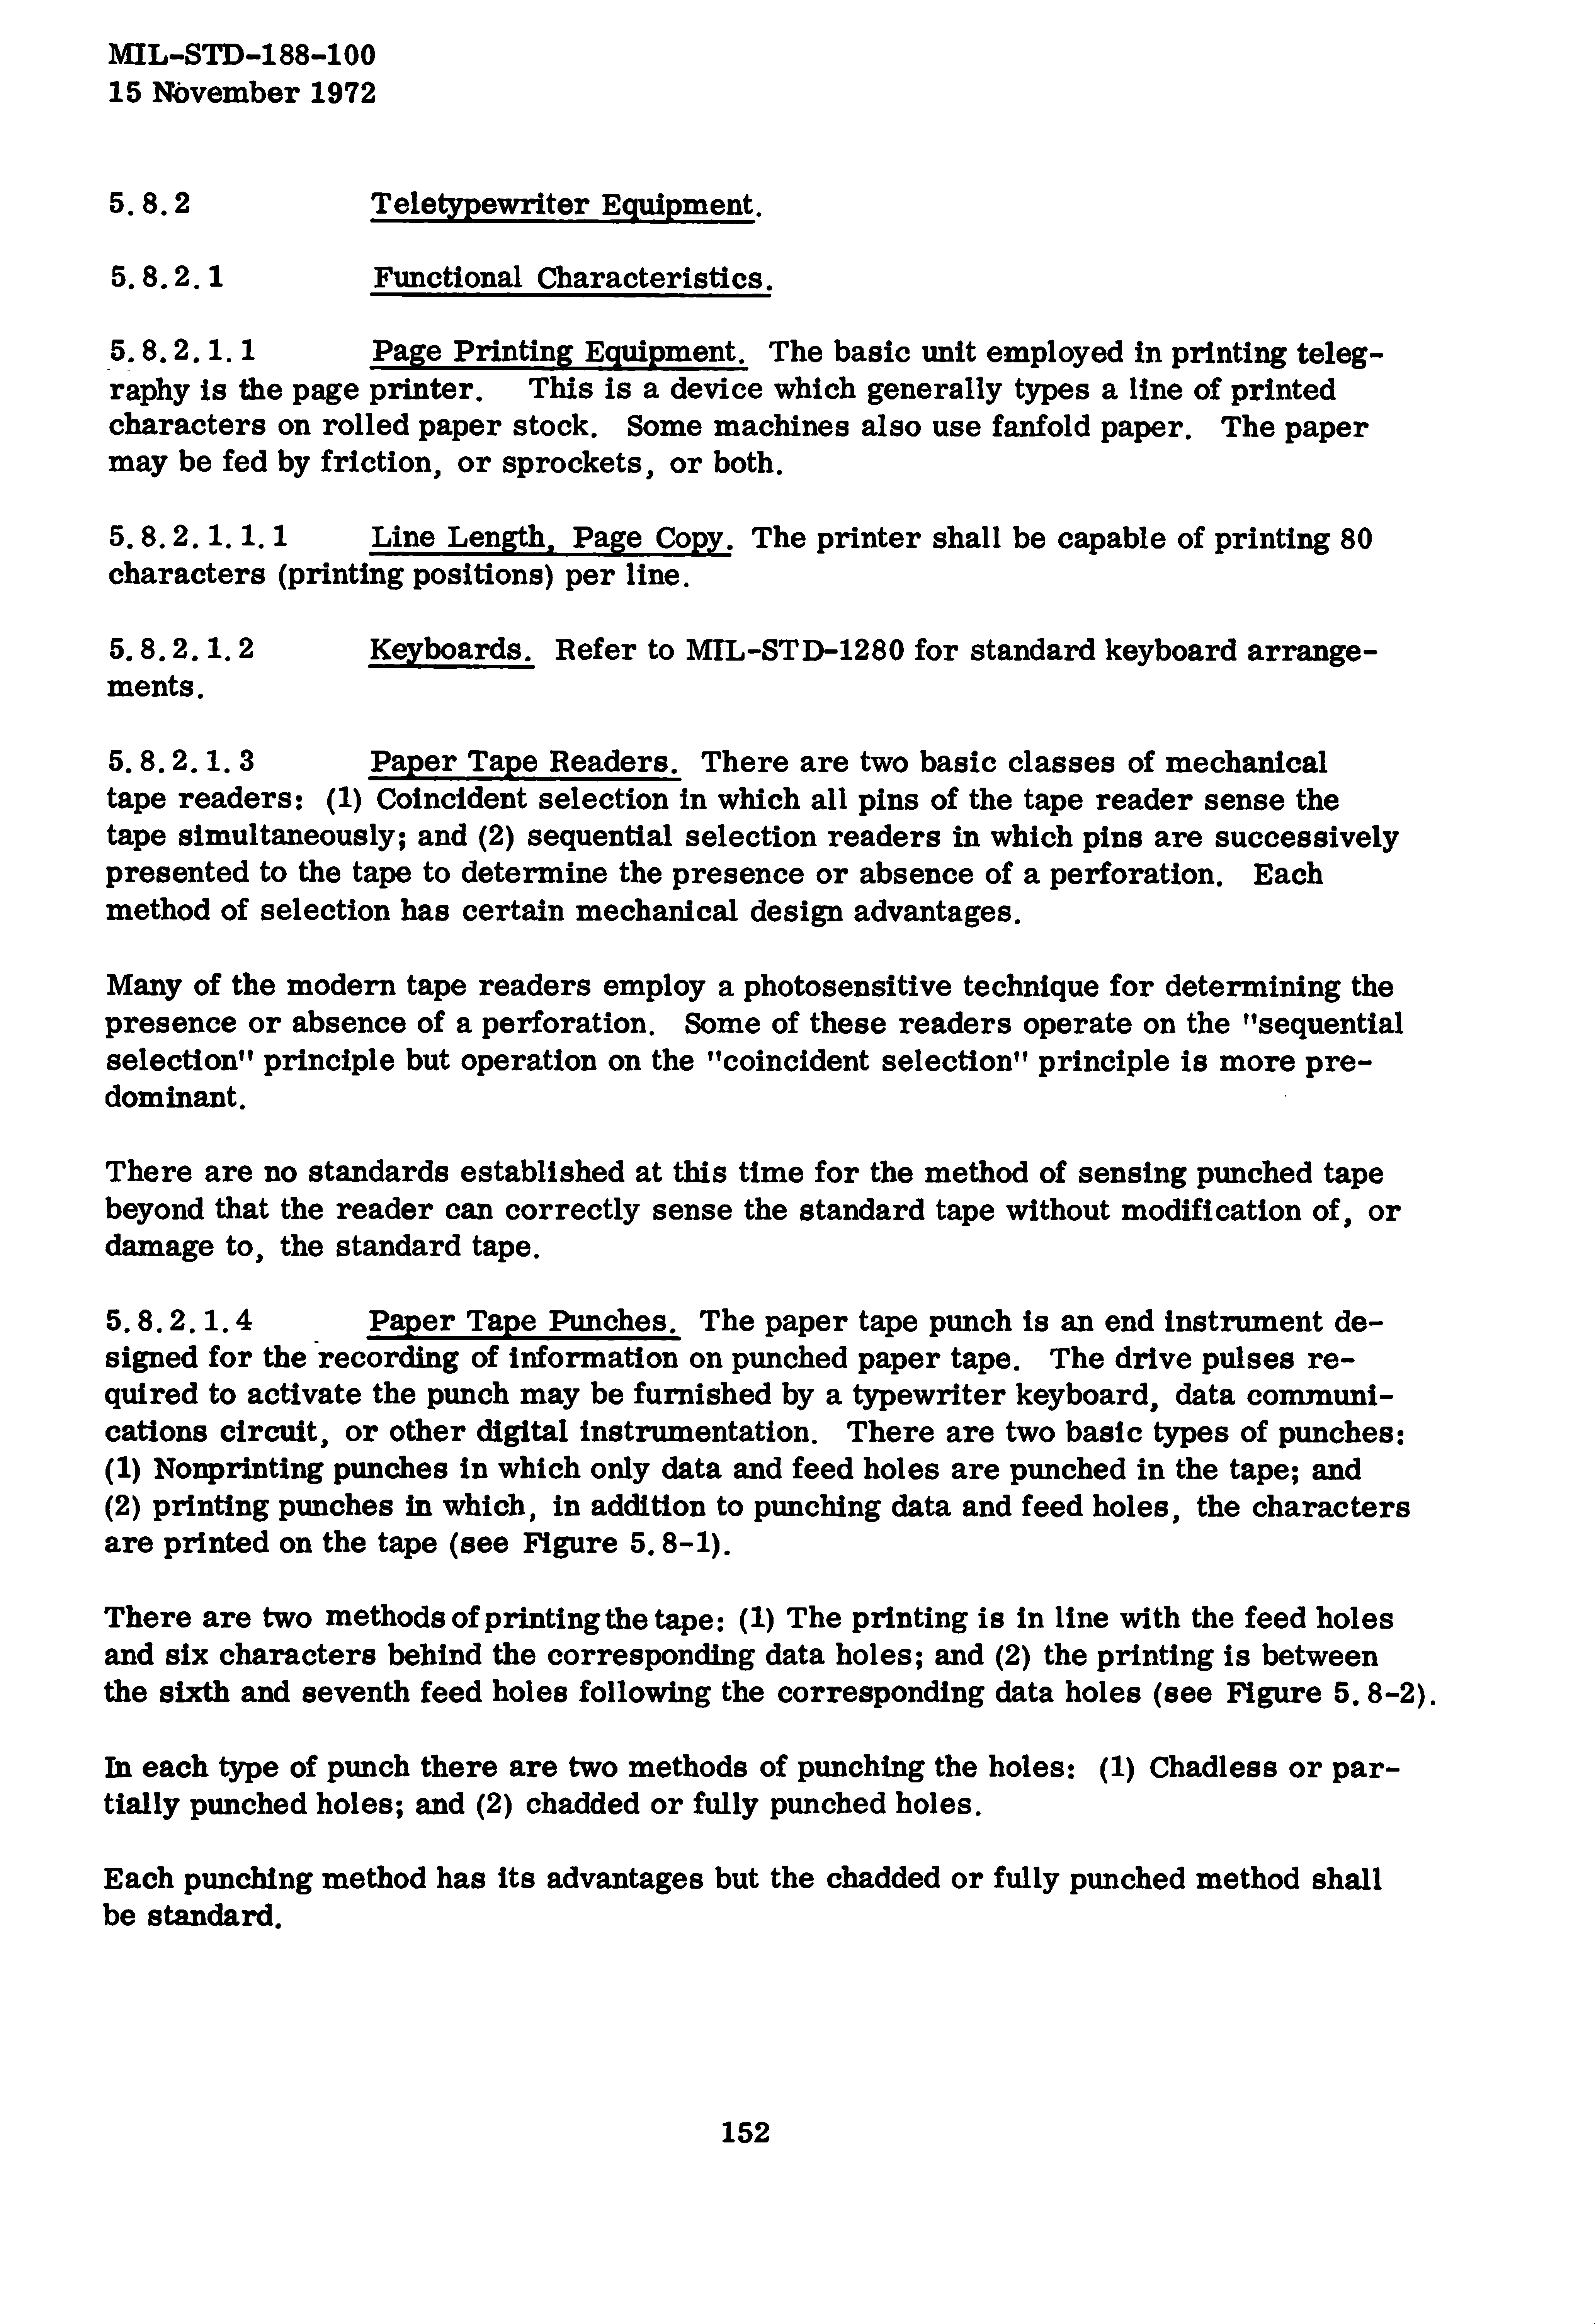 MIL-STD-188-100
15 November 1972
5.8.2 Teletypewriter Equipment.
5.8.2.1 Functional Characteristics.
5.8.2.1.1 Page Printing Equipment. The basic unit employed in printing teleg-
raphy is the page printer. This is a device which generally types a line of printed
characters on rolled paper stock. Some machines also use fanfold paper. The paper
may be fed by friction, or sprockets, or both.
5.8.2.1.1.1 Line Length, Page Copy. The printer shall be capable of printing 80
characters (printing positions) per line.
5.8.2.1.2 Keyboards. Refer to MIL-STD-1280 for standard keyboard arrange-
ments.
5.8.2.1.3 Paper Tape Readers. There are two basic classes of mechanical
tape readers: (1) Coincident selection in which all pins of the tape reader sense the
tape simultaneously; and (2) sequential selection readers in which pins are successively
presented to the tape to determine the presence or absence of a perforation. Each
method of selection has certain mechanical design advantages.
Many of the modern tape readers employ a photosensitive technique for determining the
presence or absence of a perforation. Some of these readers operate on the "sequential
selection" principle but operation on the "coincident selection" principle is more pre-
dominant.
There are no standards established at this time for the method of sensing punched tape
beyond that the reader can correctly sense the standard tape without modification of, or
damage to, the standard tape.
5.8.2.1.4 Paper Tape Punches. The paper tape punch is an end instrument de-
signed for the recording of information on punched paper tape. The drive pulses re-
quired to activate the punch may be furnished by a typewriter keyboard, data communi-
cations circuit, or other digital instrumentation. There are two basic types of punches:
(1) Nonprinting punches in which only data and feed holes are punched in the tape; and
(2) printing punches in which, in addition to punching data and feed holes, the characters
are printed on the tape (see Figure 5.8-1).
There are two methods of printing the tape: (1) The printing is in line with the feed holes
and six characters behind the corresponding data holes; and (2) the printing is between
the sixth and seventh feed holes following the corresponding data holes (see Figure 5.8-2).
In each type of punch there are two methods of punching the holes: (1) Chadless or par-
tially punched holes; and (2) chadded or fully punched holes.
Each punching method has its advantages but the chadded or fully punched method shall
be standard.
152